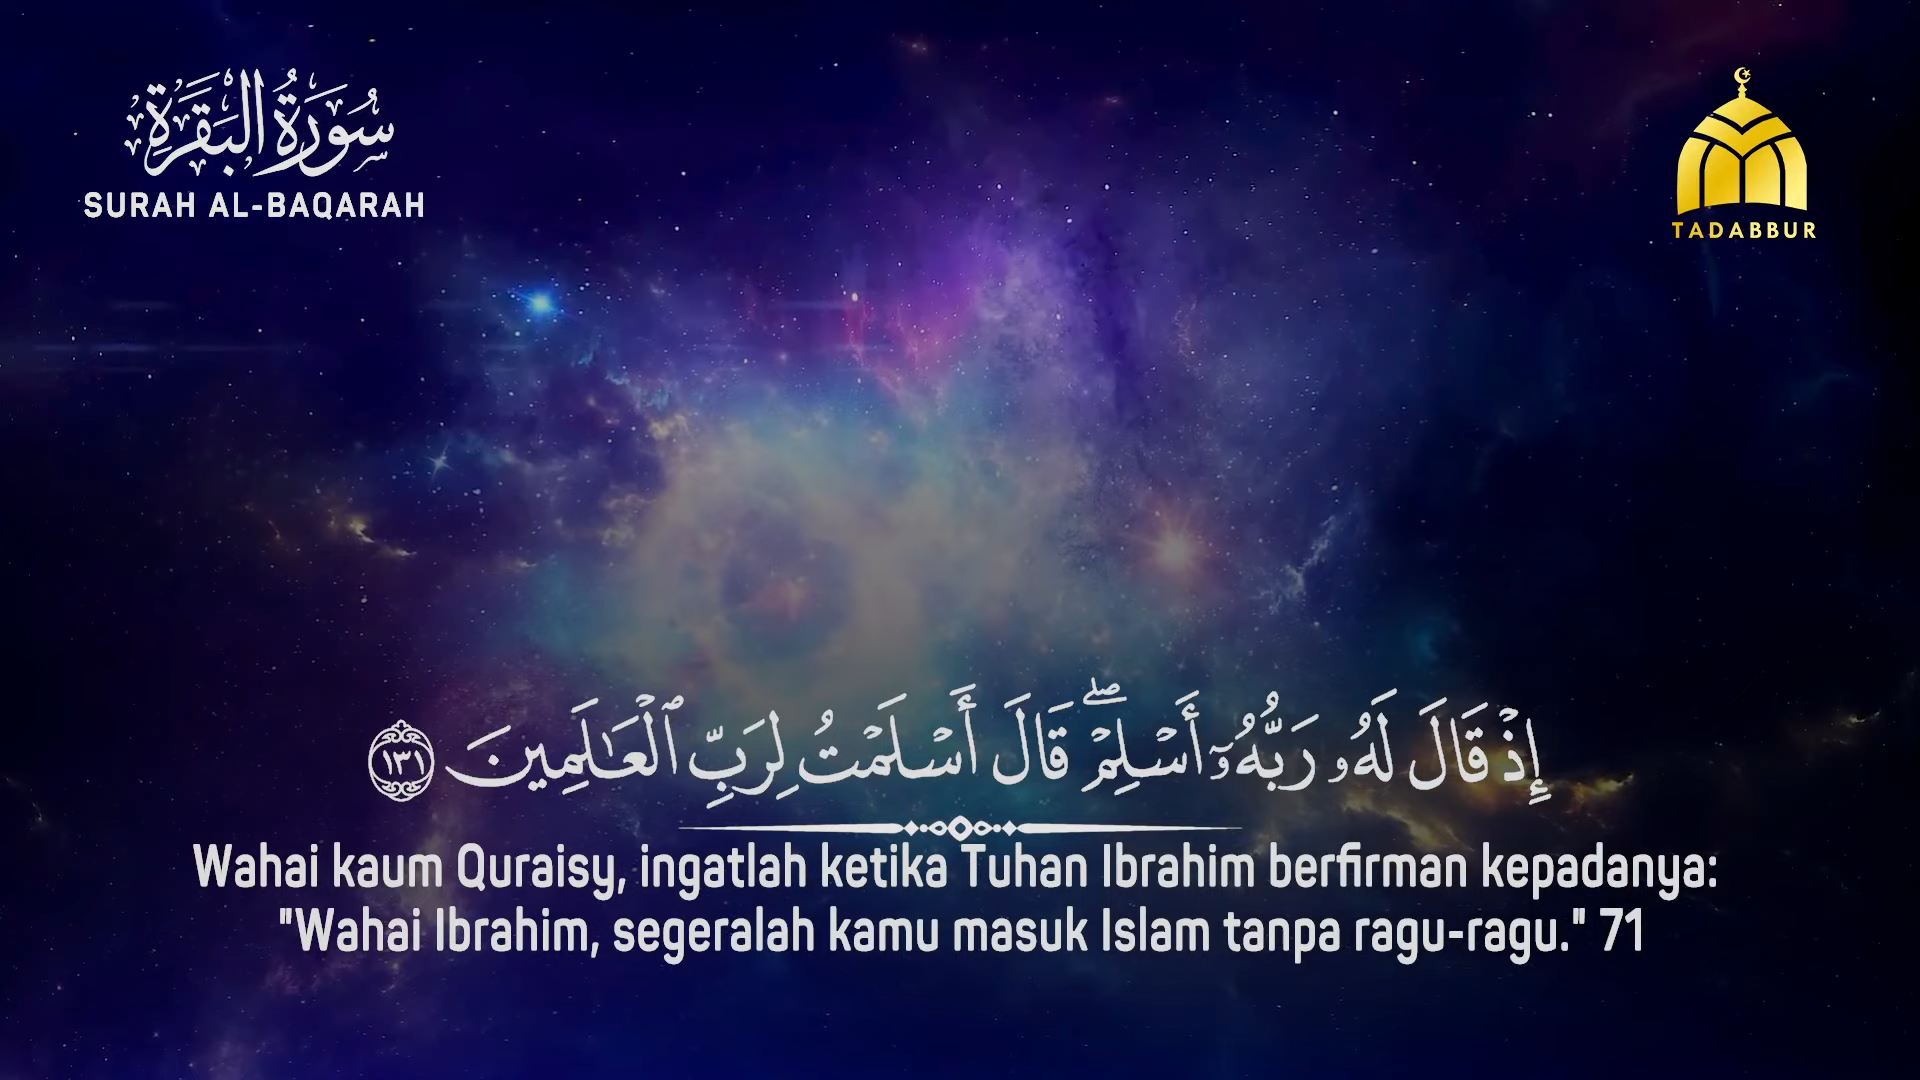 سُورَةُ الْبَقَرَةِ
SURAH AL-BAQARAH
TADABBUR
إِذْ قَالَ لَهُۥ رَبُّهُۥٓ أَسْلِمْ ۖ قَالَ أَسْلَمْتُ لِرَبِّ ٱلْعَٰلَمِينَ ١٣١
Wahai kaum Quraisy, ingatlah ketika Tuhan Ibrahim berfirman kepadanya:
"Wahai Ibrahim, segeralah kamu masuk Islam tanpa ragu-ragu." 71